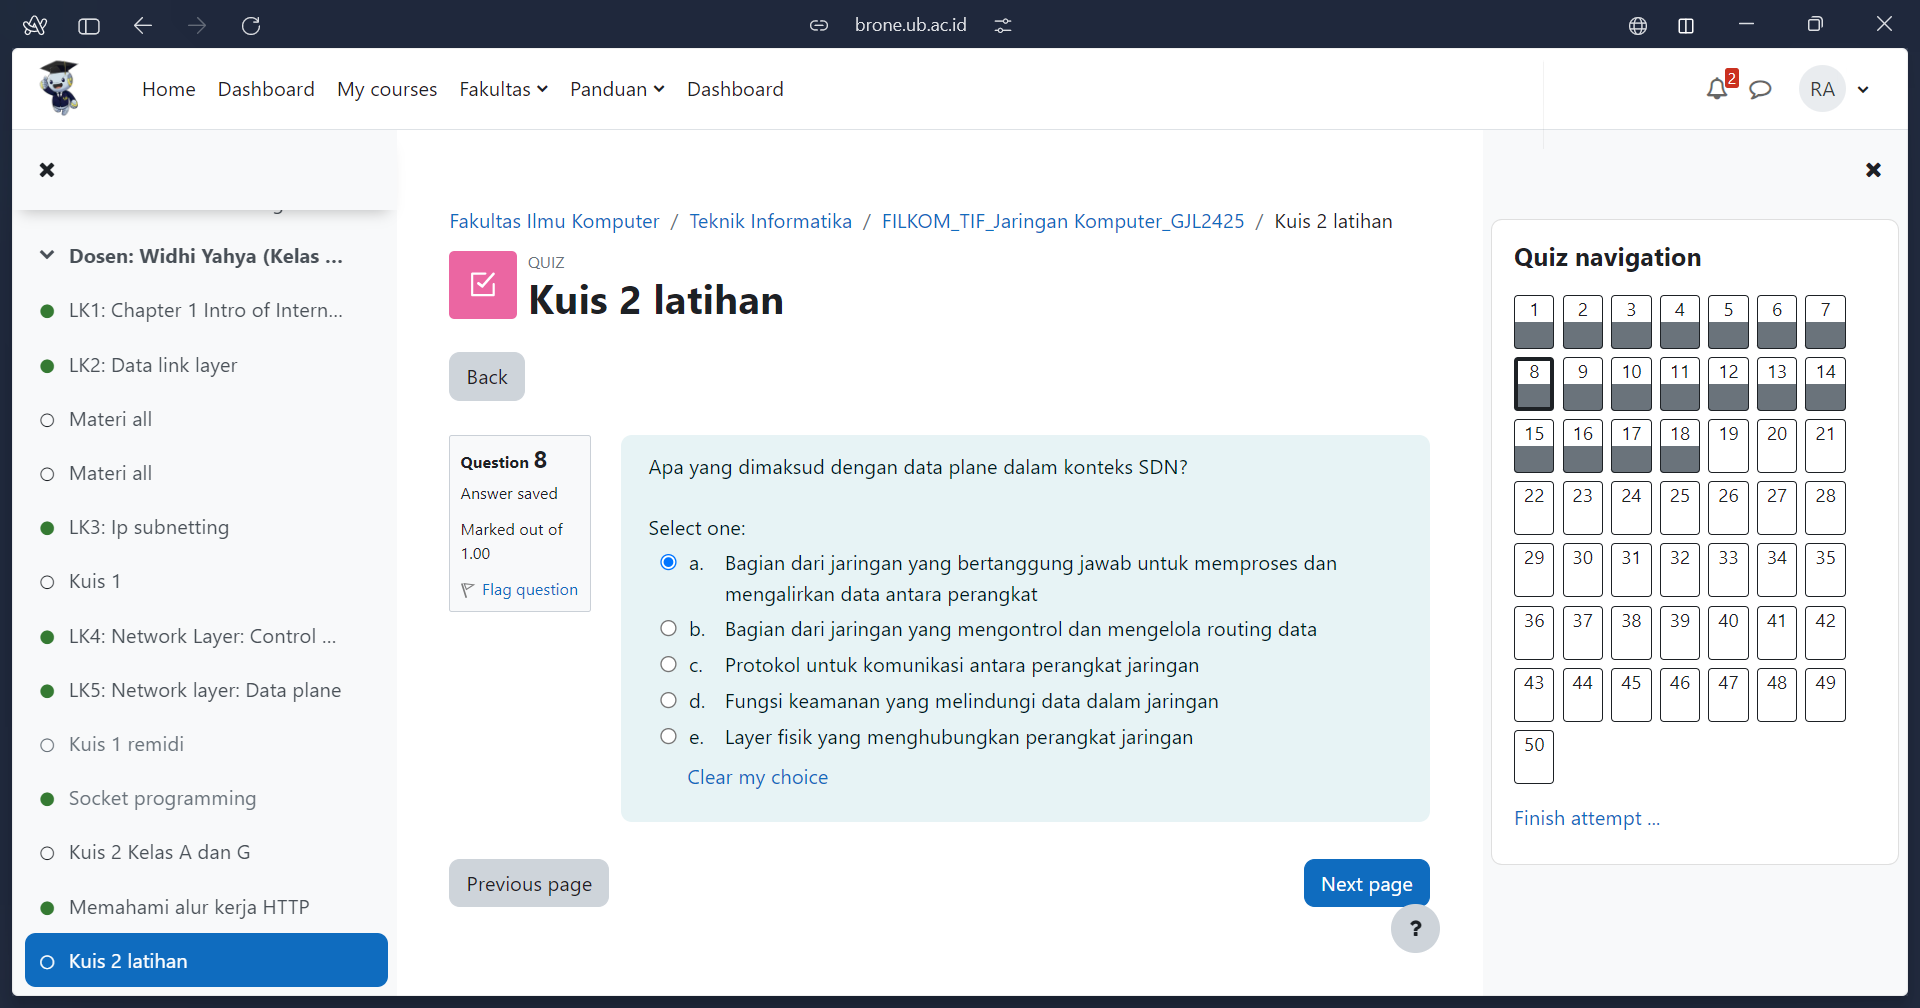 brone.ub.ac.id
Home Dashboard My courses Fakultas Panduan Dashboard
2
RA
Dosen: Widhi Yahya (Kelas ...
LK1: Chapter 1 Intro of Intern...
LK2: Data link layer
Materi all
Materi all
LK3: Ip subnetting
Kuis 1
LK4: Network Layer: Control ...
LK5: Network layer: Data plane
Kuis 1 remidi
Socket programming
Kuis 2 Kelas A dan G
Memahami alur kerja HTTP
Kuis 2 latihan
Fakultas Ilmu Komputer / Teknik Informatika / FILKOM_TIF_Jaringan Komputer_GJL2425 / Kuis 2 latihan
QUIZ
Kuis 2 latihan
Back
Question 8
Answer saved
Marked out of
1.00
Flag question
Apa yang dimaksud dengan data plane dalam konteks SDN?
Select one:
a. Bagian dari jaringan yang bertanggung jawab untuk memproses dan
mengalirkan data antara perangkat
b. Bagian dari jaringan yang mengontrol dan mengelola routing data
c. Protokol untuk komunikasi antara perangkat jaringan
d. Fungsi keamanan yang melindungi data dalam jaringan
e. Layer fisik yang menghubungkan perangkat jaringan
Clear my choice
Previous page
Next page
?
Quiz navigation
1 2 3 4 5 6 7
8 9 10 11 12 13 14
15 16 17 18 19 20 21
22 23 24 25 26 27 28
29 30 31 32 33 34 35
36 37 38 39 40 41 42
43 44 45 46 47 48 49
50
Finish attempt ...